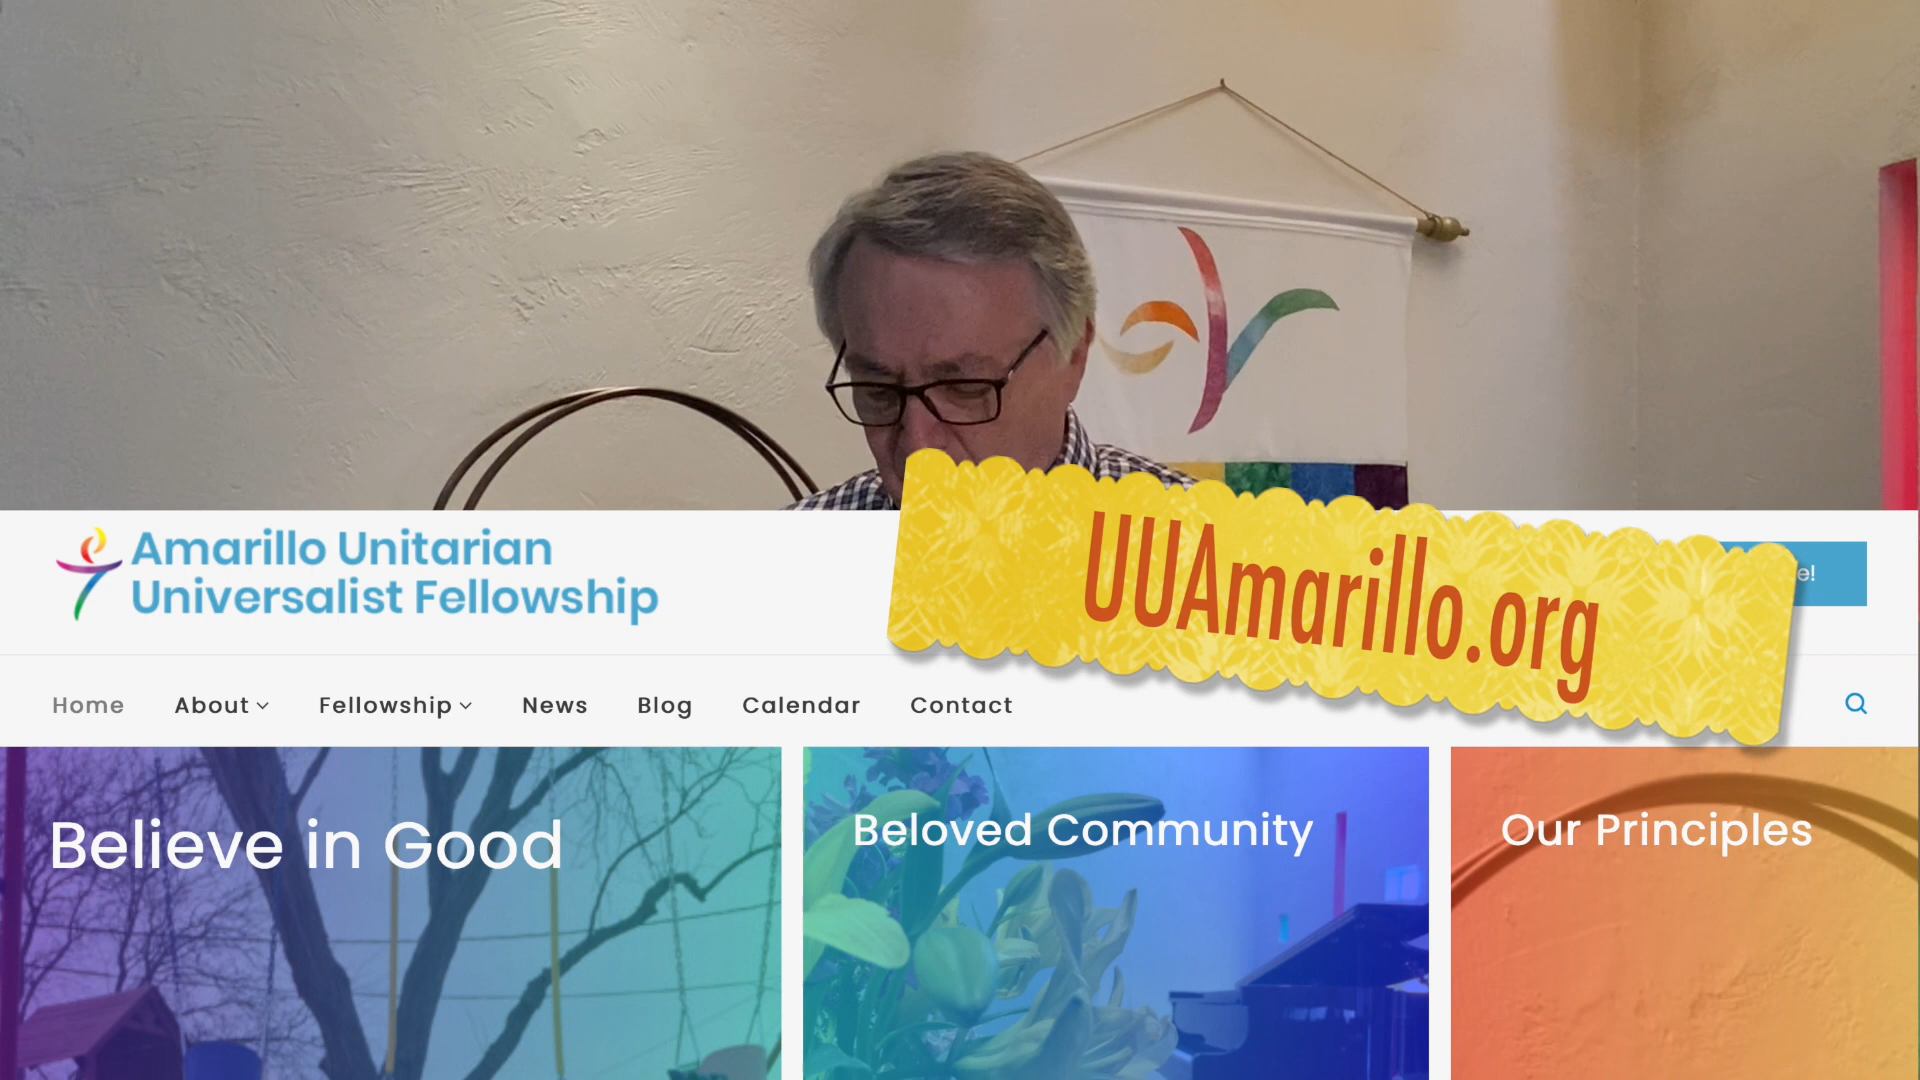 Amarillo Unitarian
Universalist Fellowship
UUAmarillo.org
Home About Fellowship News Blog Calendar Contact
Believe in Good
Beloved Community
Our Principles